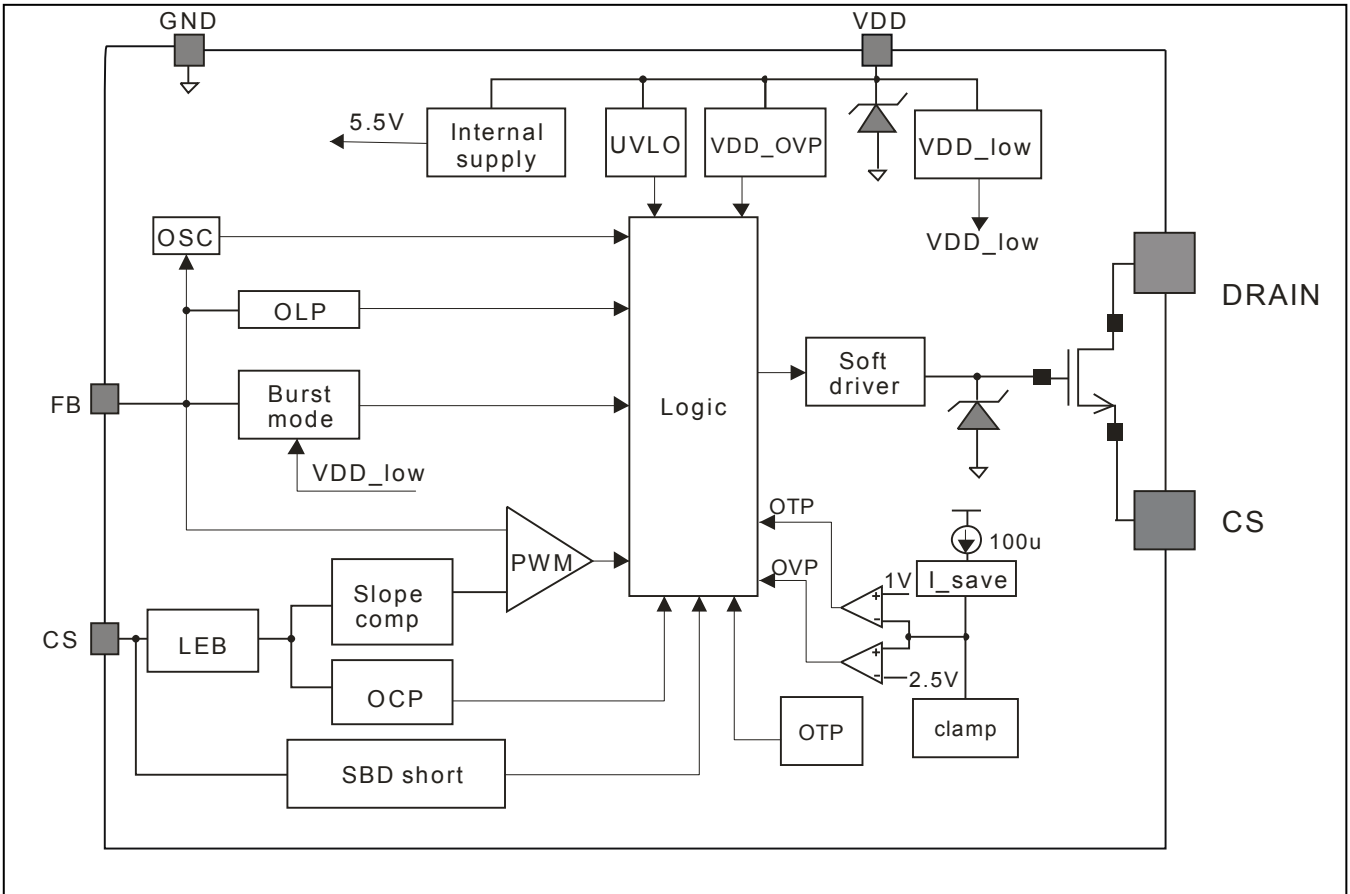 GND
VDD
5.5V
Internal
supply
UVLO
VDD_OVP
VDD_low
VDD_low
OSC
OLP
DRAIN
FB
Burst
mode
Logic
Soft
driver
VDD_low
OTP
100u
CS
PWM
OVP
1V
I_save
+
-
Slope
comp
CS
LEB
+
-
2.5V
OCP
OTP
clamp
SBD short